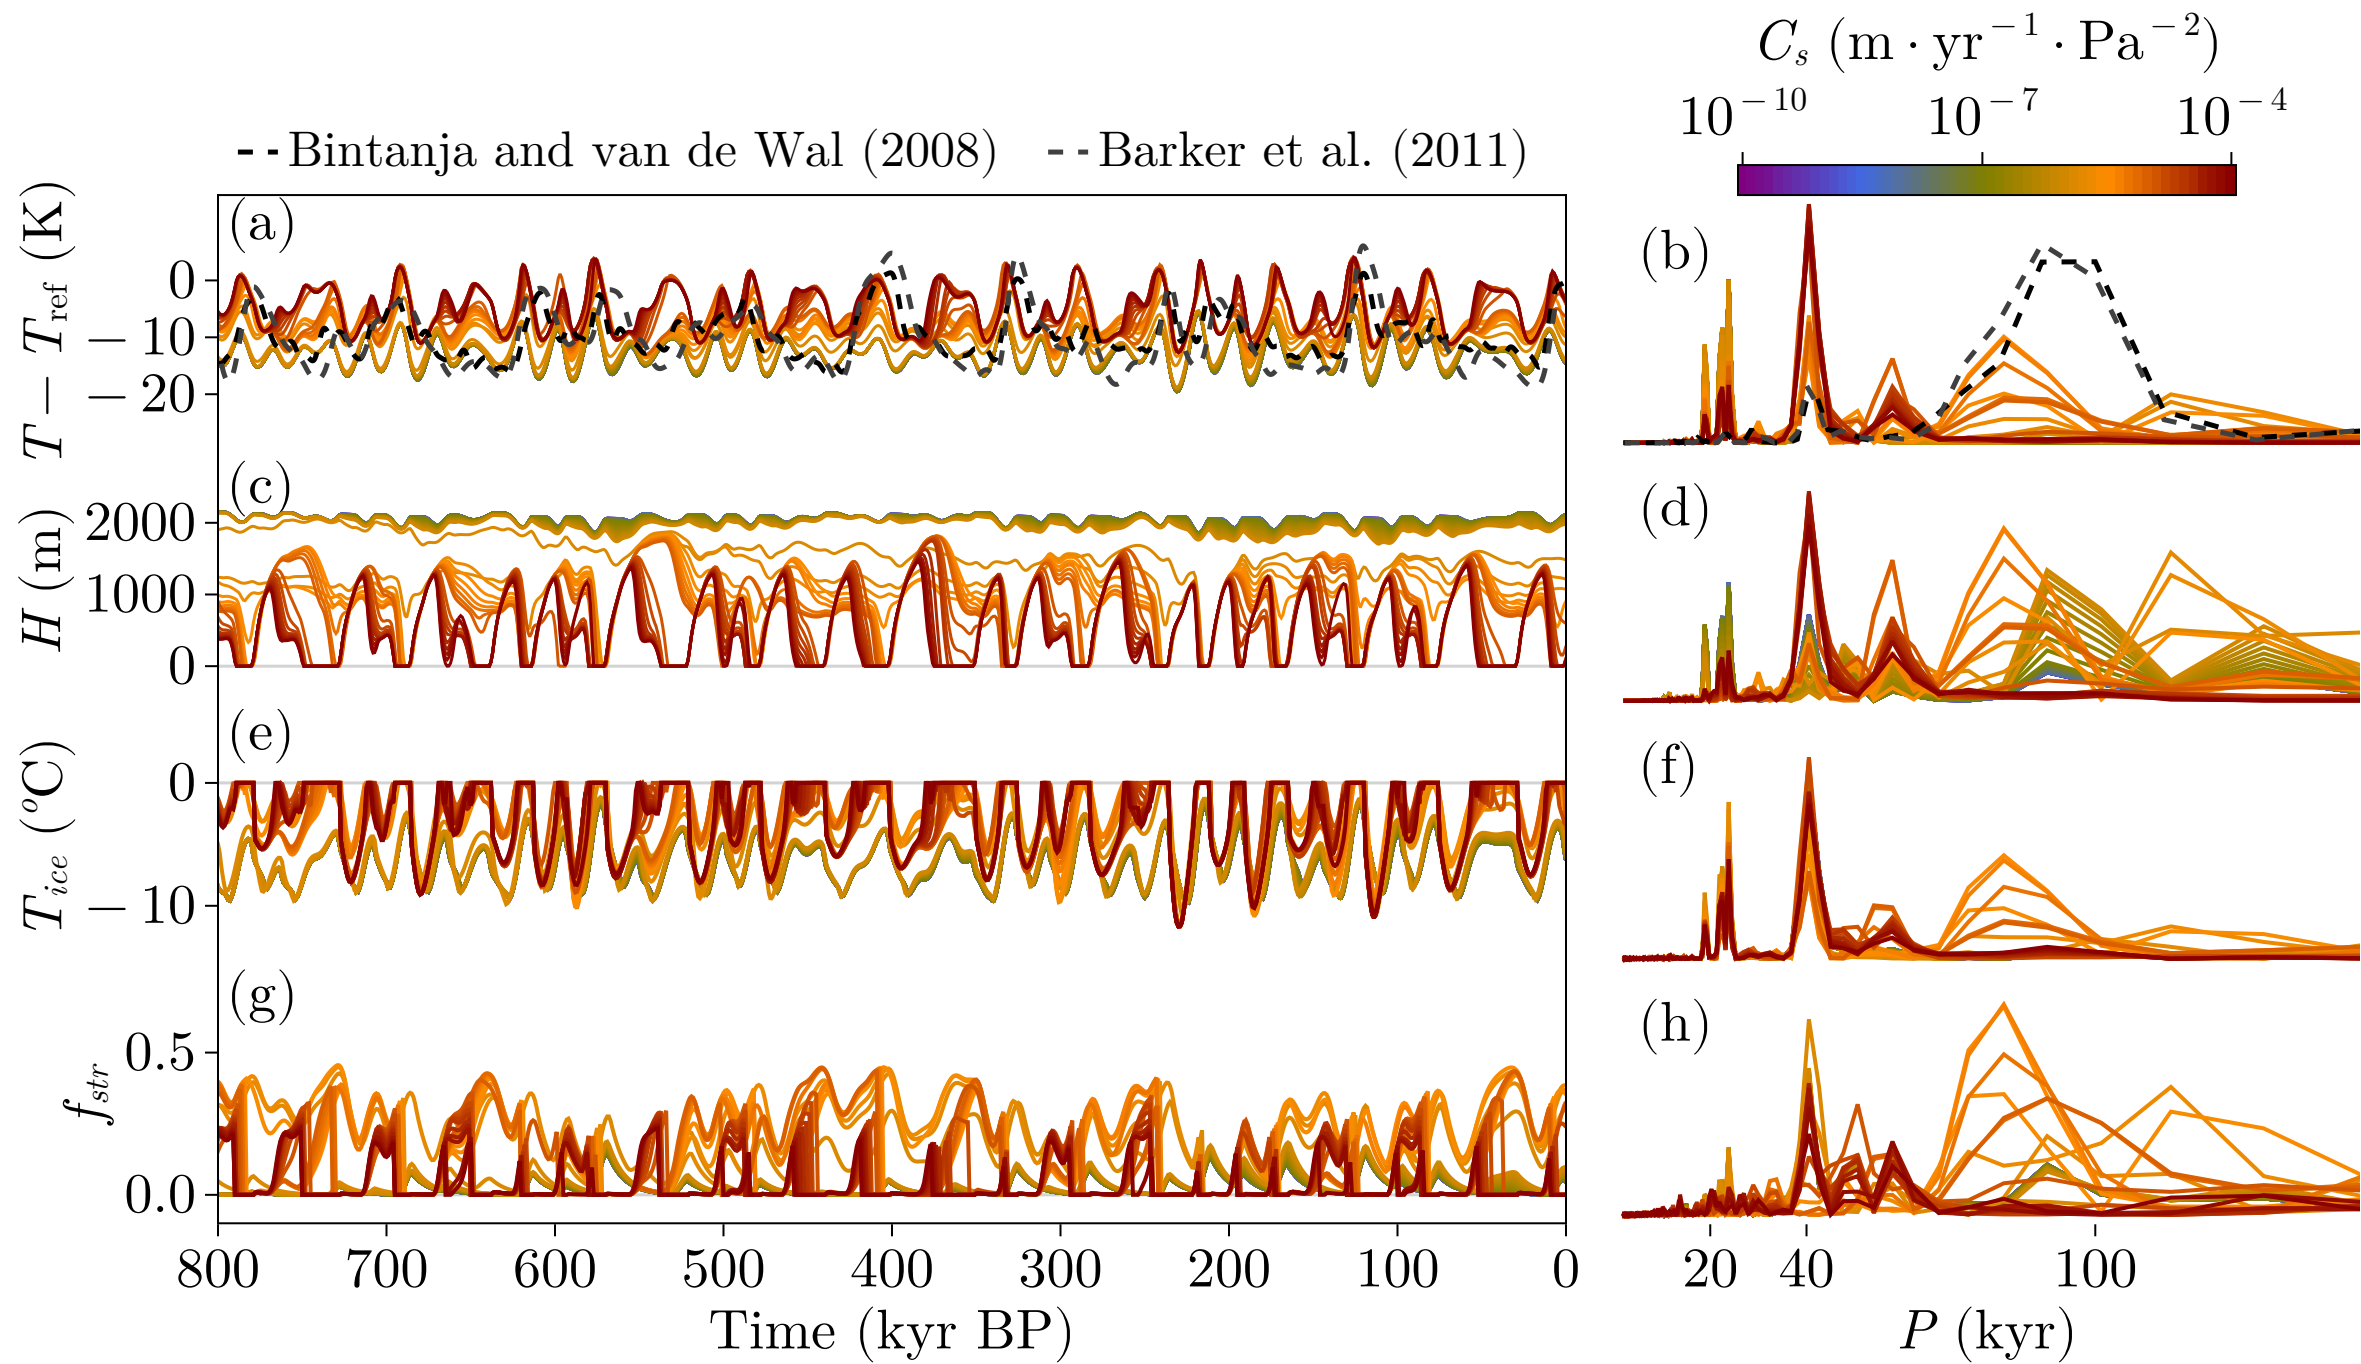 C_s (m · yr^−1 · Pa^−2)
10^−10 10^−7 10^−4
Bintanja and van de Wal (2008) Barker et al. (2011)
(a)
T − T_ref (K)
0
− 10
− 20
(b)
(c)
H (m)
2000
1000
0
(d)
(e)
T_ice (°C)
0
− 10
(f)
(g)
f_str
0.5
0.0
(h)
800 700 600 500 400 300 200 100 0
Time (kyr BP)
20 40 100
P (kyr)